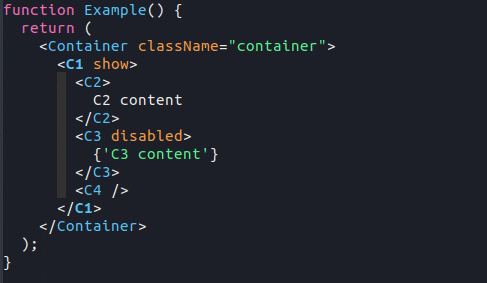 function Example() {
  return (
    <Container className="container">
      <C1 show>
        <C2>
          C2 content
        </C2>
        <C3 disabled>
          {'C3 content'}
        </C3>
        <C4 />
      </C1>
    </Container>
  );
}